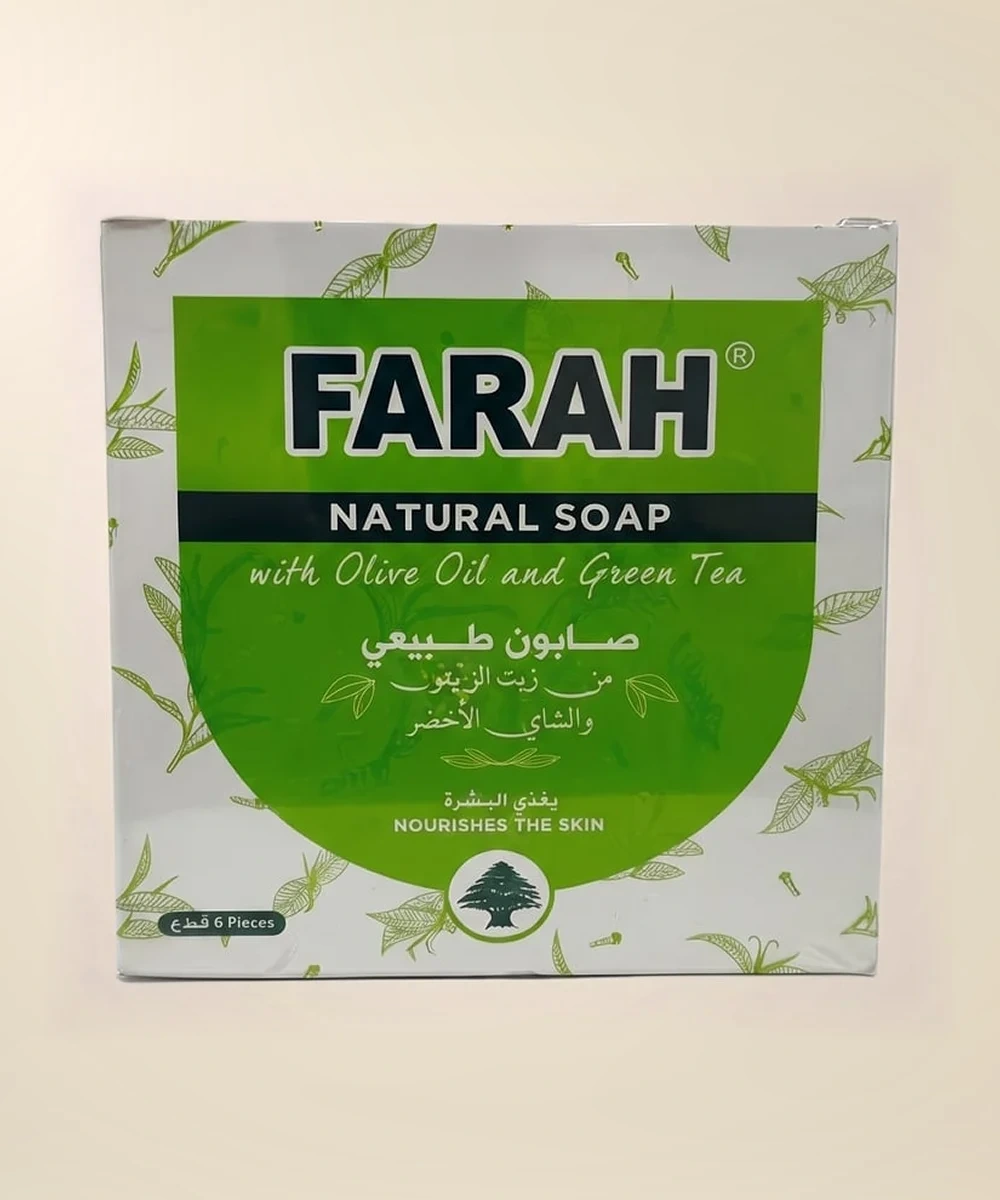 FARAH®
NATURAL SOAP
with Olive Oil and Green Tea
صابون طبيعي
من زيت الزيتون
والشاي الأخضر
يغذي البشرة
NOURISHES THE SKIN
6 Pieces قطع